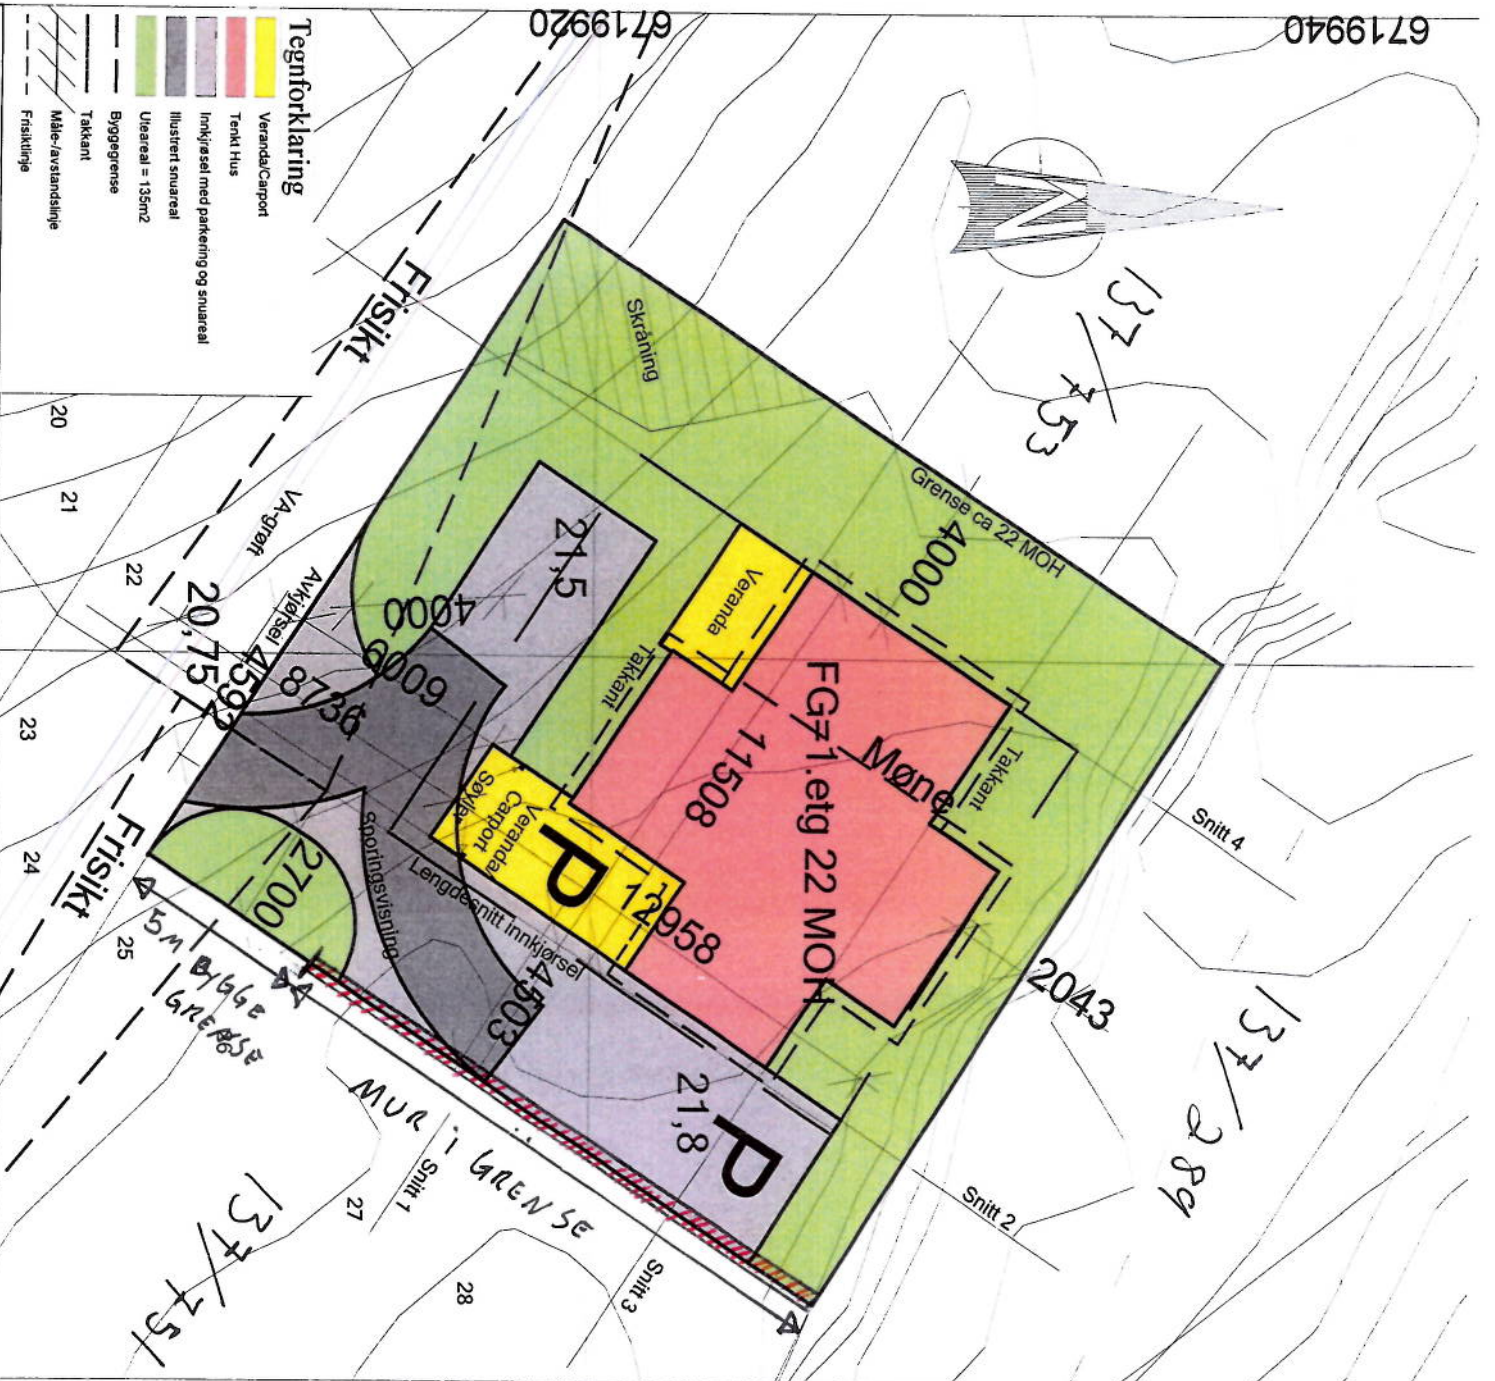 6719920
6719940
Tegnforklaring
Veranda/Carport
Tenkt Hus
Innkjørsel med parkering og snuareal
Illustrert snuareal
Uteareal = 135m2
Byggegrense
Takkant
Måle-/avstandslinje
Frisiktlinje
137/753
Frisikt
Skråning
Grense ca 22 MOH
4000
21,5
Veranda
Takkant
4000
6009
VA-grøft
Avkjørsel
4592
8736
20,75
FG=1.etg 22 MOH
11508
Møne
Takkant
Snitt 4
Søyle
Veranda/
Carport
P
12958
Lengdesnitt innkjørsel
Sporingsvisning
2700
4503
2043
137/289
21,8
P
Frisikt
5M BYGGE
GRENSE
MUR i GRENSE
Snitt 1
Snitt 2
Snitt 3
137/751
20
21
22
23
24
25
26
27
28
N